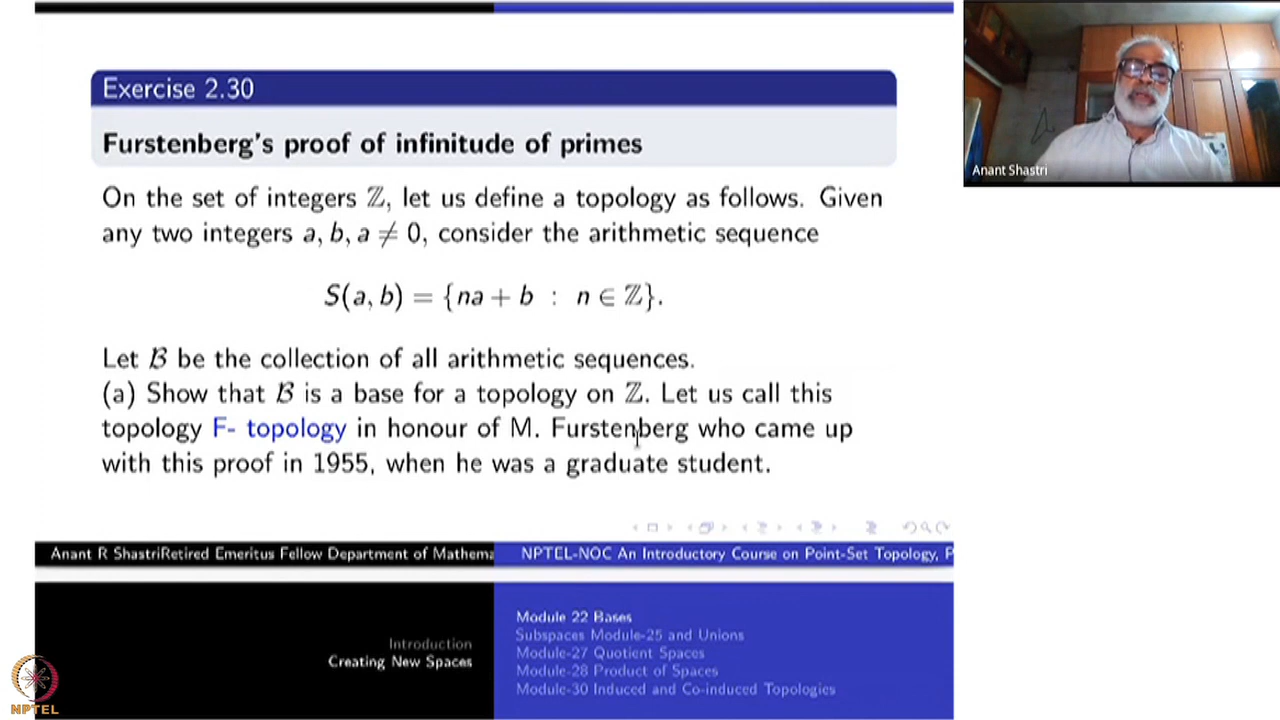 Exercise 2.30
Furstenberg's proof of infinitude of primes
On the set of integers ℤ, let us define a topology as follows. Given
any two integers a, b, a ≠ 0, consider the arithmetic sequence
S(a, b) = {na + b : n ∈ ℤ}.
Let ℬ be the collection of all arithmetic sequences.
(a) Show that ℬ is a base for a topology on ℤ. Let us call this
topology F- topology in honour of M. Furstenberg who came up
with this proof in 1955, when he was a graduate student.
Anant Shastri
Anant R ShastriRetired Emeritus Fellow Department of Mathema
NPTEL-NOC An Introductory Course on Point-Set Topology, P
Introduction
Creating New Spaces
Module 22 Bases
Subspaces Module-25 and Unions
Module-27 Quotient Spaces
Module-28 Product of Spaces
Module-30 Induced and Co-induced Topologies
NPTEL